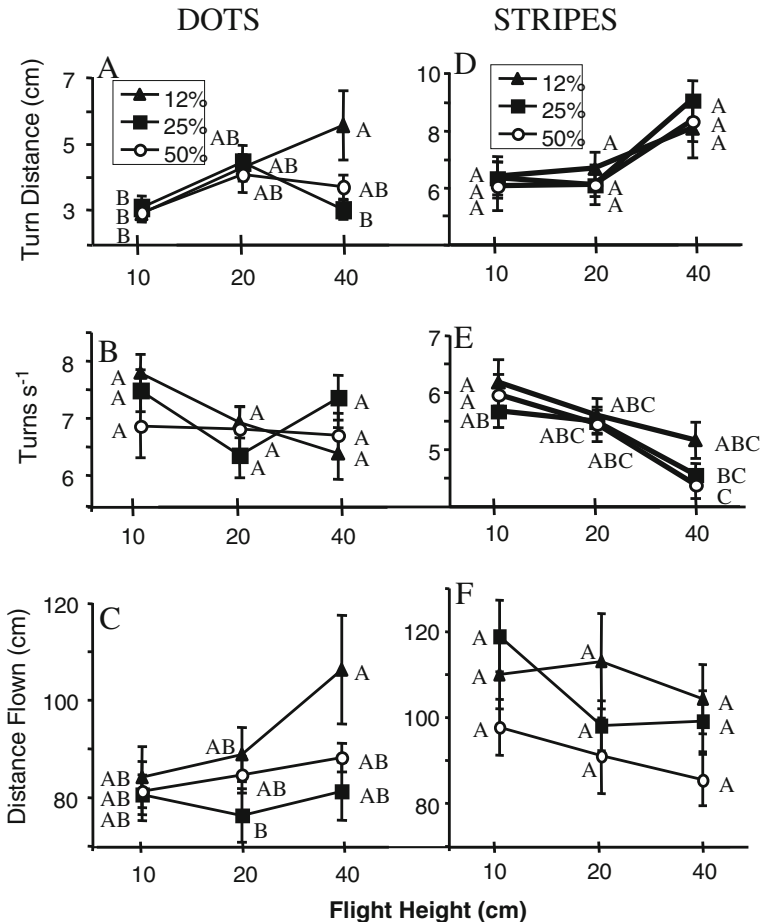 DOTS
STRIPES
A
Turn Distance (cm)
7
5
3
12%
25%
50%
B
B
B
AB
AB
AB
A
AB
B
10
20
40
D
10
8
6
12%
25%
50%
A
A
A
A
A
A
A
A
A
10
20
40
B
Turns s⁻¹
8
7
6
A
A
A
A
A
A
A
A
A
10
20
40
E
7
6
5
A
A
AB
ABC
ABC
ABC
ABC
BC
C
10
20
40
C
Distance Flown (cm)
120
100
80
AB
AB
AB
AB
AB
B
A
AB
AB
10
20
40
F
100
120
80
A
A
A
A
A
A
A
A
A
10
20
40
Flight Height (cm)